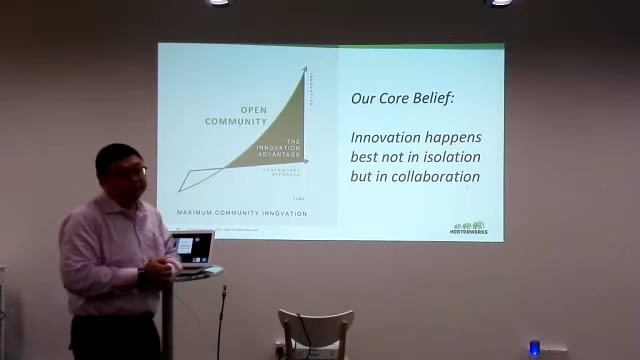 OPEN
COMMUNITY
INNOVATION
THE
INNOVATION
ADVANTAGE
PROPRIETARY
APPROACH
TIME
MAXIMUM COMMUNITY INNOVATION
Our Core Belief:
Innovation happens
best not in isolation
but in collaboration
HORTONWORKS